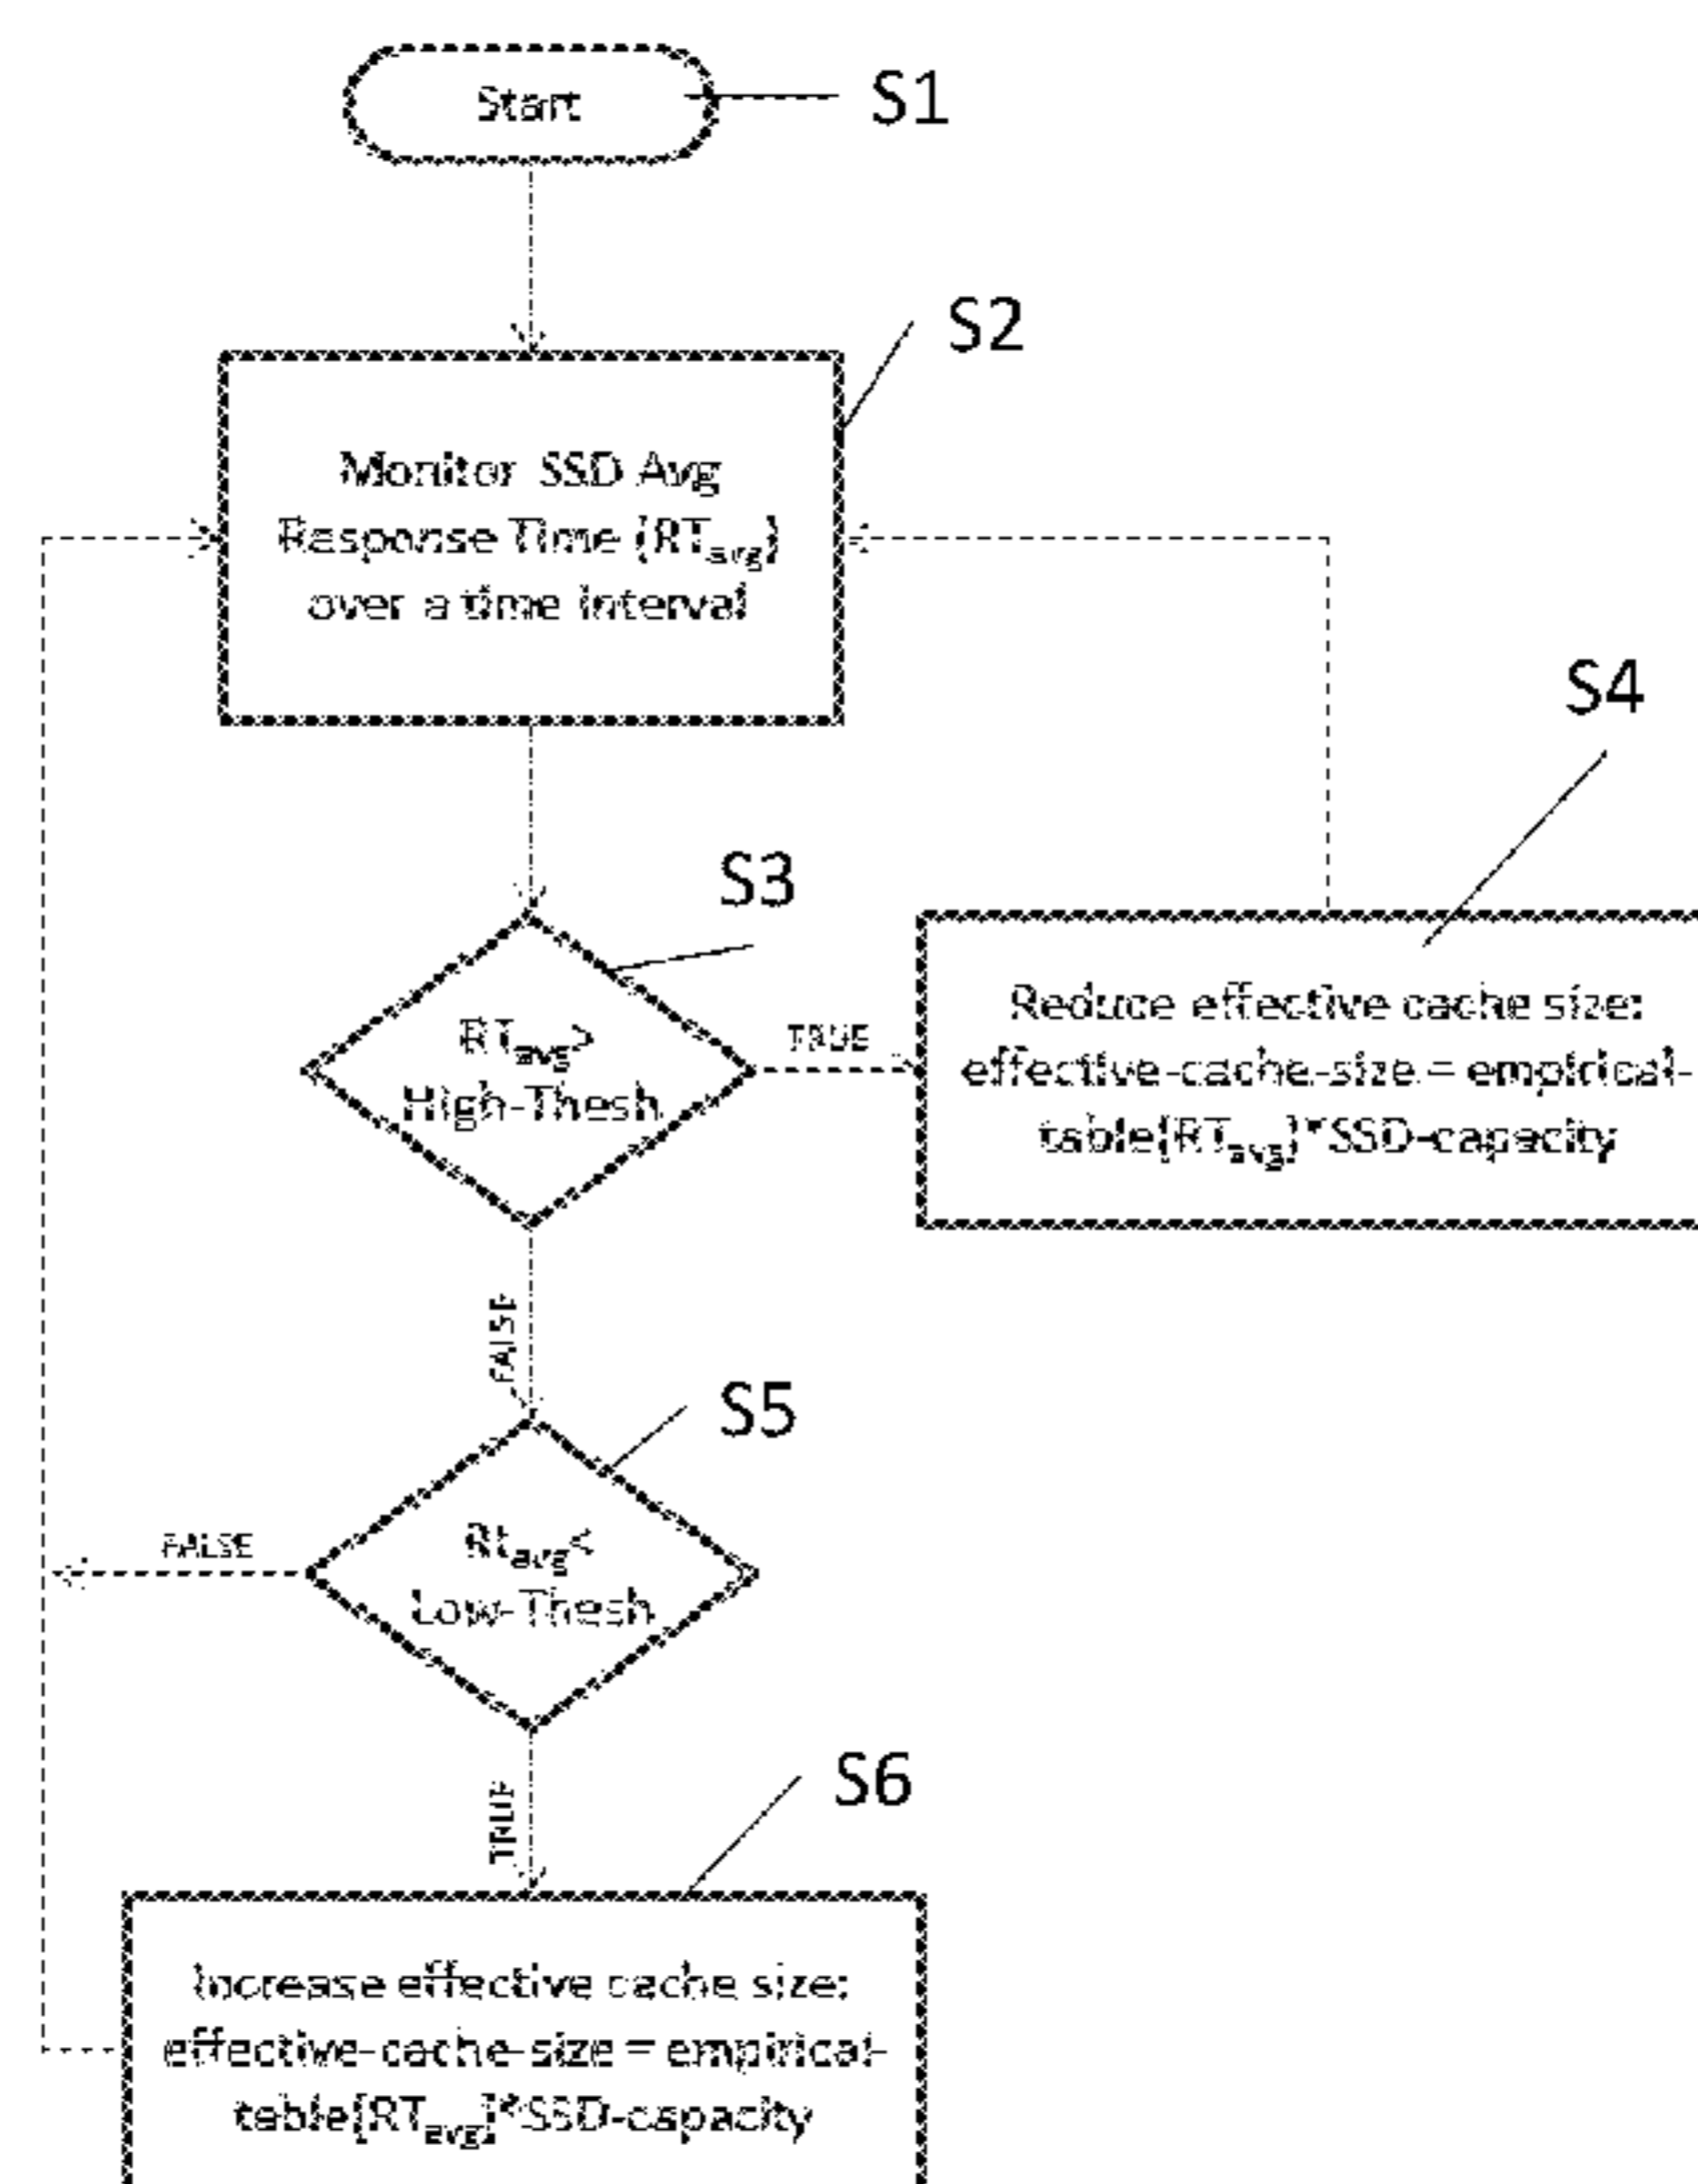 Start
S1
S2
Monitor SSD Avg
Response Time (RTavg)
over a time interval
S4
S3
RTavg>
High-Thesh
TRUE
Reduce effective cache size:
effective-cache-size = empirical-
table[RTavg]*SSD-capacity
FALSE
S5
FALSE
Rtavg<
Low-Thesh
S6
TRUE
Increase effective cache size:
effective-cache-size = empirical-
table[RTavg]*SSD-capacity